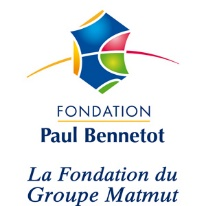 FONDATION
Paul Bennetot
La Fondation du
Groupe Matmut